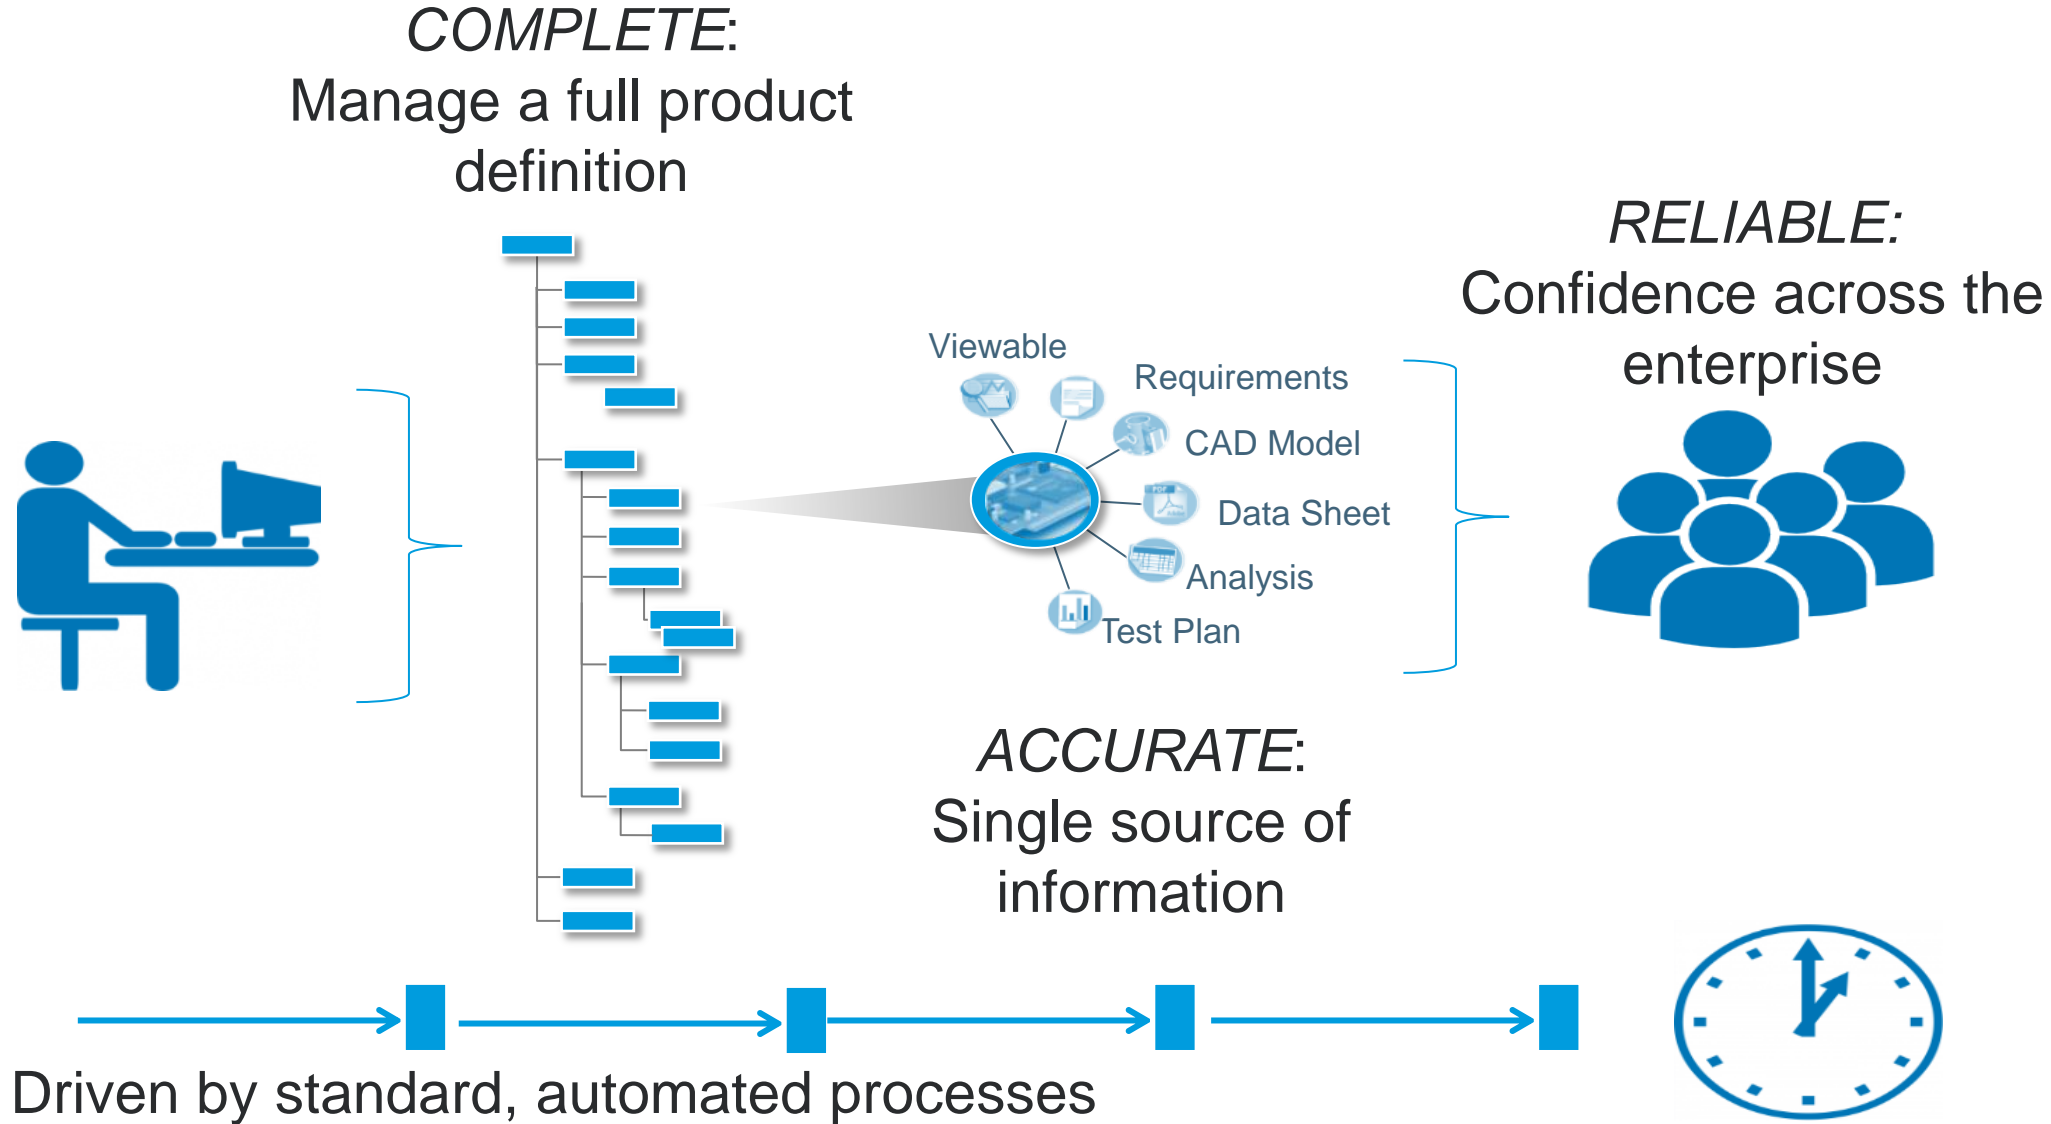 COMPLETE:
Manage a full product
definition
RELIABLE:
Confidence across the
enterprise
Viewable
Requirements
CAD Model
PDF
Data Sheet
Analysis
Test Plan
ACCURATE:
Single source of
information
Driven by standard, automated processes